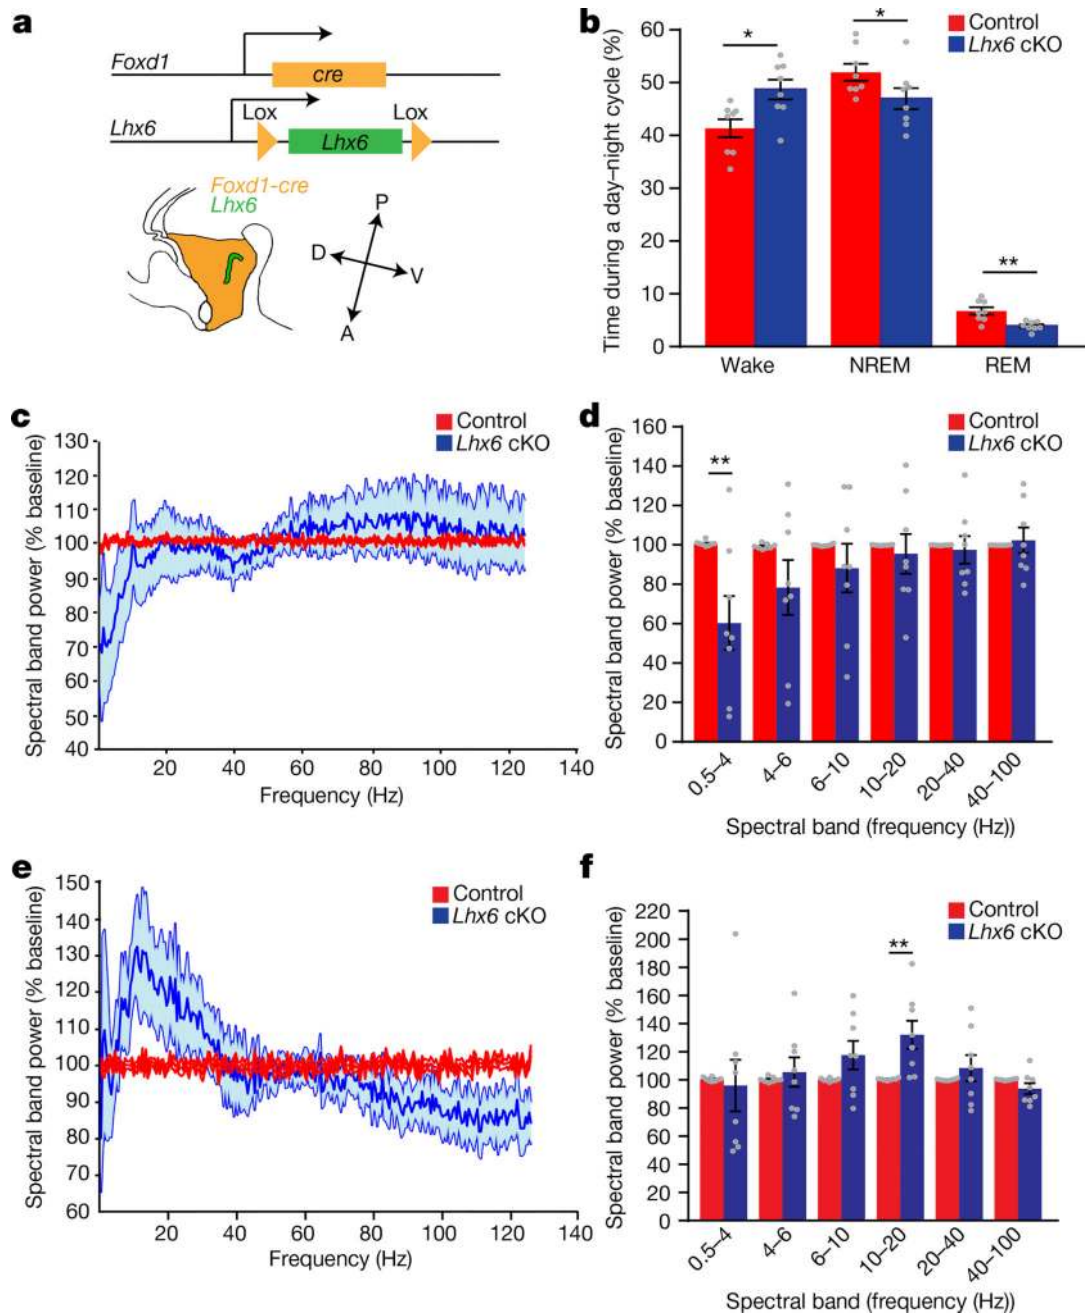 a
Foxd1
cre
Lhx6
Lox
Lox
Lhx6
Foxd1-cre
Lhx6
P
D
V
A
b
Control
Lhx6 cKO
Time during a day–night cycle (%)
60
50
40
30
20
10
0
*
*
**
Wake NREM REM
c
Control
Lhx6 cKO
Spectral band power (% baseline)
130
120
110
100
90
80
70
60
50
40
20 40 60 80 100 120 140
Frequency (Hz)
d
Control
Lhx6 cKO
Spectral band power (% baseline)
160
140
120
100
80
60
40
20
0
**
0.5–4 4–6 6–10 10–20 20–40 40–100
Spectral band (frequency (Hz))
e
Control
Lhx6 cKO
Spectral band power (% baseline)
150
140
130
120
110
100
90
80
70
60
20 40 60 80 100 120 140
Frequency (Hz)
f
Control
Lhx6 cKO
Spectral band power (% baseline)
220
200
180
160
140
120
100
80
60
40
20
0
**
0.5–4 4–6 6–10 10–20 20–40 40–100
Spectral band (frequency (Hz))